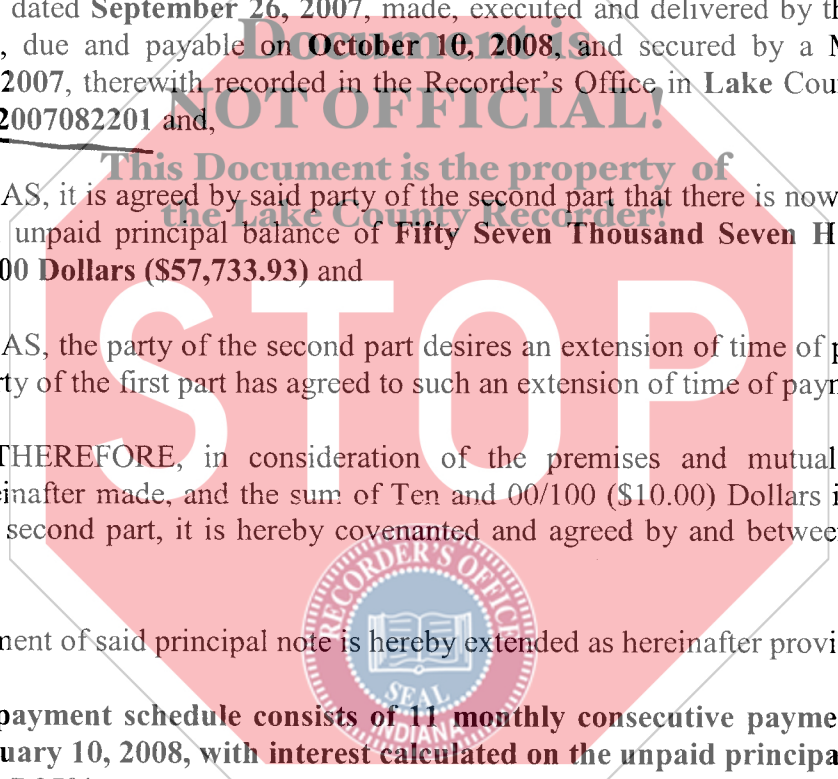 dated September 26, 2007, made, executed and delivered by th
, due and payable on October 10, 2008, and secured by a
Document is
2007, therewith recorded in the Recorder's Office in Lake Cou
NOT OFFICIAL!
2007082201 and,
This Document is the property of
AS, it is agreed by said party of the second part that there is now
the Lake County Recorder!
unpaid principal balance of Fifty Seven Thousand Seven H
00 Dollars ($57,733.93) and
STOP
AS, the party of the second part desires an extension of time of p
rty of the first part has agreed to such an extension of time of payn
THEREFORE, in consideration of the premises and mutual
einafter made, and the sum of Ten and 00/100 ($10.00) Dollars i
second part, it is hereby covenanted and agreed by and betwee
RECORDER'S OFFICE
nent of said principal note is hereby extended as hereinafter provi
SEAL
INDIANA
payment schedule consists of 11 monthly consecutive payme
uary 10, 2008, with interest calculated on the unpaid principa